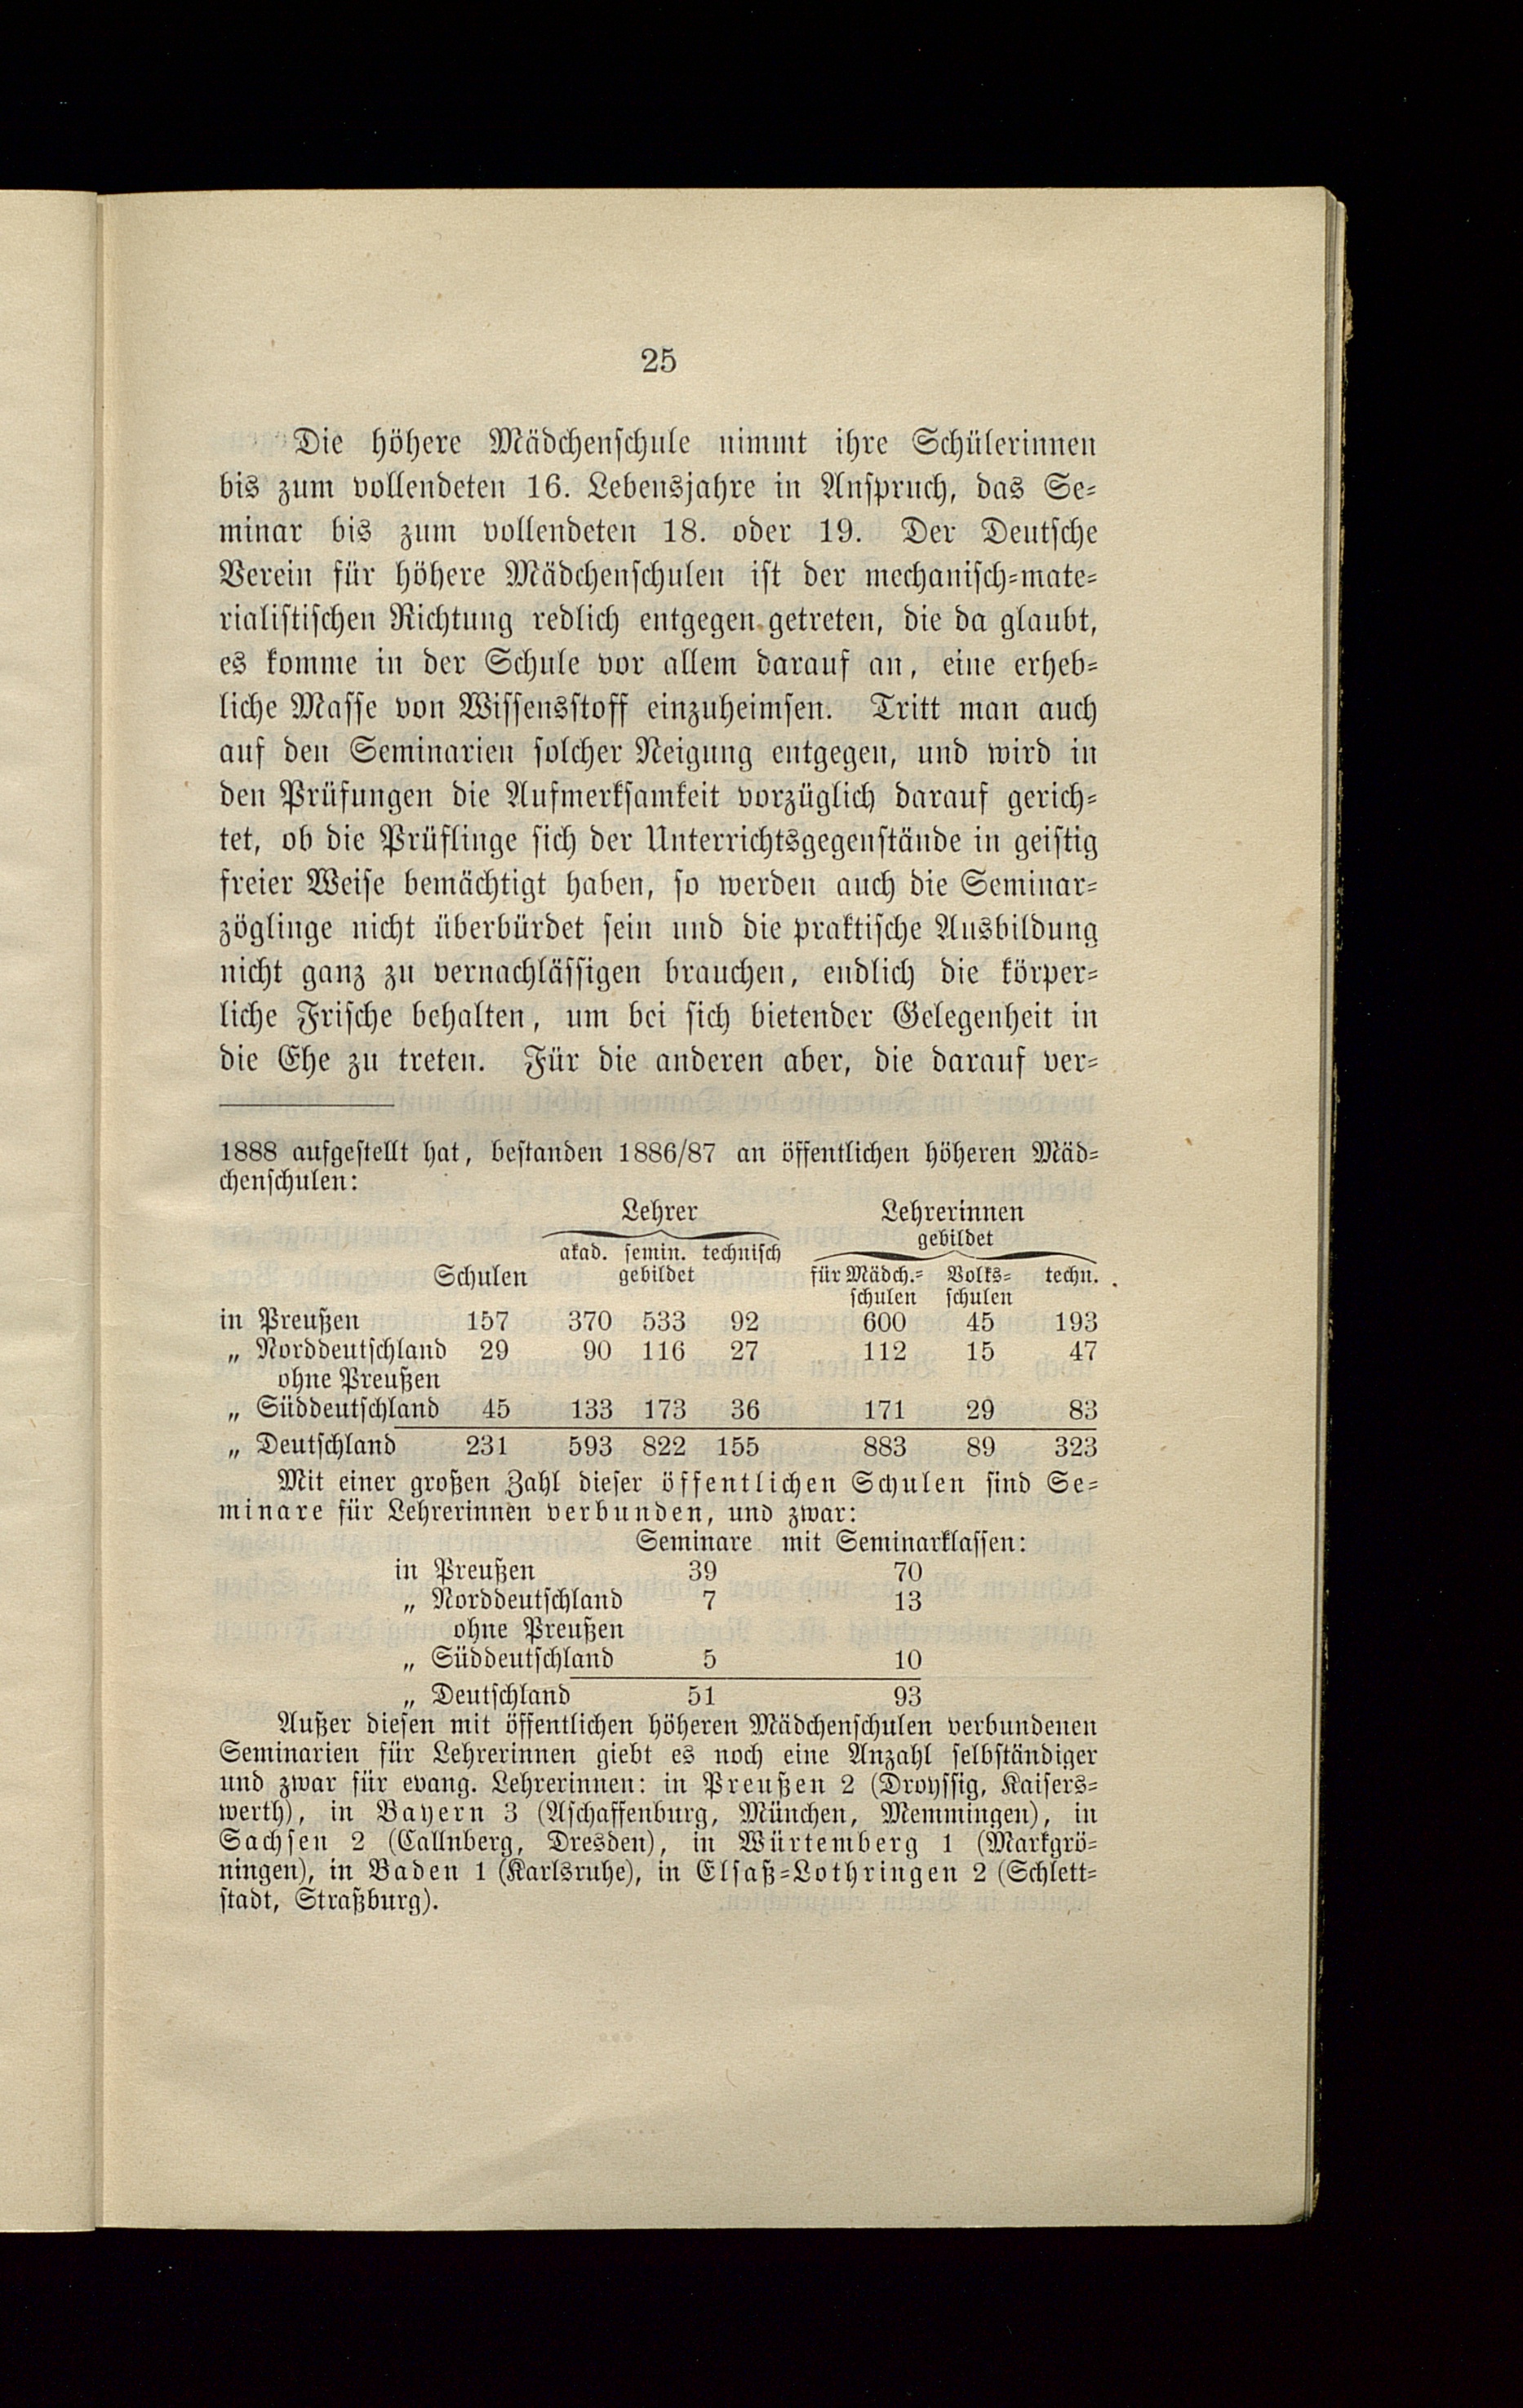 25
Die höhere Mädchenschule nimmt ihre Schülerinnen
bis zum vollendeten 16. Lebensjahre in Anspruch, das Se-
minar bis zum vollendeten 18. oder 19. Der Deutsche
Verein für höhere Mädchenschulen ist der mechanisch-mate-
rialistischen Richtung redlich entgegen getreten, die da glaubt,
es komme in der Schule vor allem darauf an, eine erheb-
liche Masse von Wissensstoff einzuheimsen. Tritt man auch
auf den Seminarien solcher Neigung entgegen, und wird in
den Prüfungen die Aufmerksamkeit vorzüglich darauf gerich-
tet, ob die Prüflinge sich der Unterrichtsgegenstände in geistig
freier Weise bemächtigt haben, so werden auch die Seminar-
zöglinge nicht überbürdet sein und die praktische Ausbildung
nicht ganz zu vernachlässigen brauchen, endlich die körper-
liche Frische behalten, um bei sich bietender Gelegenheit in
die Ehe zu treten. Für die anderen aber, die darauf ver-
1888 aufgestellt hat, bestanden 1886/87 an öffentlichen höheren Mäd-
chenschulen:
Lehrer Lehrerinnen
gebildet
akad. semin. technisch
Schulen gebildet für Mädch.- Volks- techn.
schulen schulen
in Preußen 157 370 533 92 600 45 193
„ Norddeutschland 29 90 116 27 112 15 47
ohne Preußen
„ Süddeutschland 45 133 173 36 171 29 83
„ Deutschland 231 593 822 155 883 89 323
Mit einer großen Zahl dieser öffentlichen Schulen sind Se-
minare für Lehrerinnen verbunden, und zwar:
Seminare mit Seminarklassen:
in Preußen 39 70
„ Norddeutschland 7 13
ohne Preußen
„ Süddeutschland 5 10
„ Deutschland 51 93
Außer diesen mit öffentlichen höheren Mädchenschulen verbundenen
Seminarien für Lehrerinnen giebt es noch eine Anzahl selbständiger
und zwar für evang. Lehrerinnen: in Preußen 2 (Droyssig, Kaisers-
werth), in Bayern 3 (Aschaffenburg, München, Memmingen), in
Sachsen 2 (Callnberg, Dresden), in Würtemberg 1 (Markgrö-
ningen), in Baden 1 (Karlsruhe), in Elsaß-Lothringen 2 (Schlett-
stadt, Straßburg).